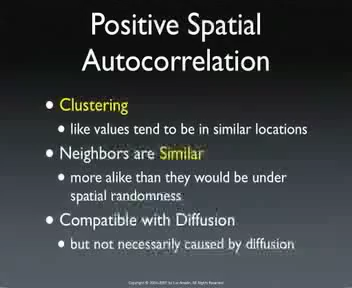 Positive Spatial
Autocorrelation
• Clustering
• like values tend to be in similar locations
• Neighbors are Similar
• more alike than they would be under
spatial randomness
• Compatible with Diffusion
• but not necessarily caused by diffusion